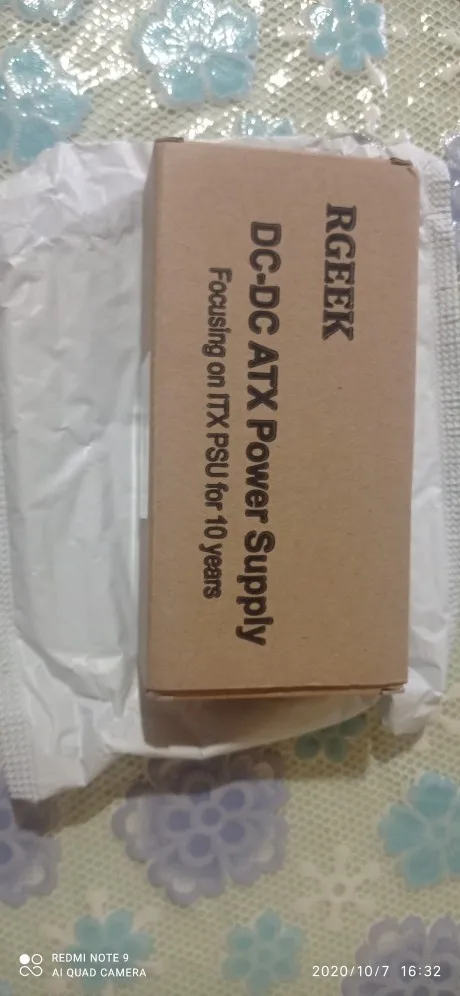 RGEEK
DC-DC ATX Power Supply
Focusing on ITX PSU for 10 years
REDMI NOTE 9
AI QUAD CAMERA
2020/10/7 16:32